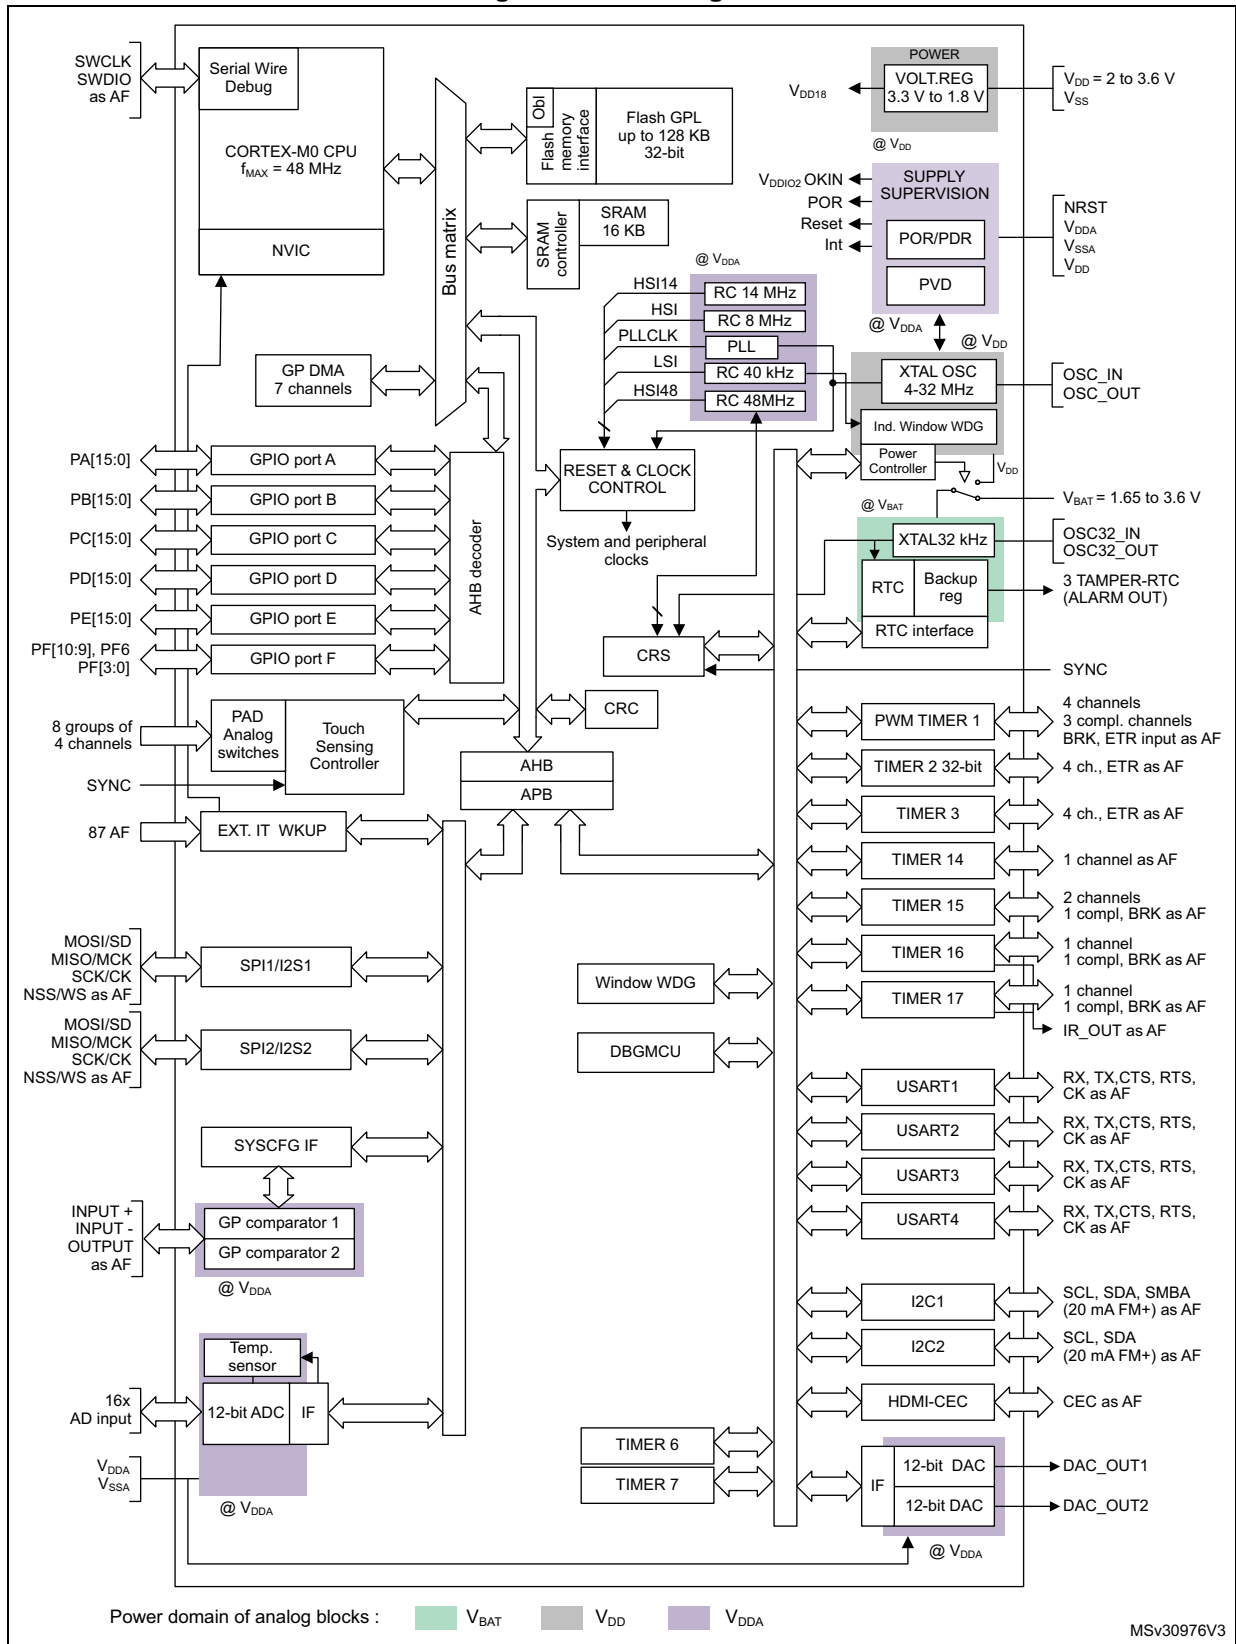 SWCLK
SWDIO
as AF
Serial Wire
Debug
CORTEX-M0 CPU
fMAX = 48 MHz
NVIC
Bus matrix
Obl
Flash
memory
interface
Flash GPL
up to 128 KB
32-bit
SRAM
controller
SRAM
16 KB
POWER
VOLT.REG
3.3 V to 1.8 V
VDD18
VDD = 2 to 3.6 V
VSS
@ VDD
VDDIO2 OKIN
POR
Reset
Int
SUPPLY
SUPERVISION
POR/PDR
PVD
NRST
VDDA
VSSA
VDD
@ VDDA
@ VDD
@ VDDA
HSI14
HSI
PLLCLK
LSI
HSI48
RC 14 MHz
RC 8 MHz
PLL
RC 40 kHz
RC 48MHz
XTAL OSC
4-32 MHz
OSC_IN
OSC_OUT
Ind. Window WDG
Power
Controller
VDD
@ VBAT
VBAT = 1.65 to 3.6 V
XTAL32 kHz
OSC32_IN
OSC32_OUT
RTC
Backup
reg
RTC interface
3 TAMPER-RTC
(ALARM OUT)
GP DMA
7 channels
RESET & CLOCK
CONTROL
System and peripheral
clocks
CRS
SYNC
PA[15:0]
GPIO port A
PB[15:0]
GPIO port B
PC[15:0]
GPIO port C
PD[15:0]
GPIO port D
PE[15:0]
GPIO port E
PF[10:9], PF6
PF[3:0]
GPIO port F
AHB decoder
8 groups of
4 channels
PAD
Analog
switches
Touch
Sensing
Controller
SYNC
CRC
AHB
APB
87 AF
EXT. IT WKUP
MOSI/SD
MISO/MCK
SCK/CK
NSS/WS as AF
SPI1/I2S1
MOSI/SD
MISO/MCK
SCK/CK
NSS/WS as AF
SPI2/I2S2
SYSCFG IF
INPUT +
INPUT -
OUTPUT
as AF
GP comparator 1
GP comparator 2
@ VDDA
Temp.
sensor
16x
AD input
12-bit ADC
IF
VDDA
VSSA
@ VDDA
Window WDG
DBGMCU
TIMER 6
TIMER 7
PWM TIMER 1
4 channels
3 compl. channels
BRK, ETR input as AF
TIMER 2 32-bit
4 ch., ETR as AF
TIMER 3
4 ch., ETR as AF
TIMER 14
1 channel as AF
TIMER 15
2 channels
1 compl, BRK as AF
TIMER 16
1 channel
1 compl, BRK as AF
TIMER 17
1 channel
1 compl, BRK as AF
IR_OUT as AF
USART1
RX, TX,CTS, RTS,
CK as AF
USART2
RX, TX,CTS, RTS,
CK as AF
USART3
RX, TX,CTS, RTS,
CK as AF
USART4
RX, TX,CTS, RTS,
CK as AF
I2C1
SCL, SDA, SMBA
(20 mA FM+) as AF
I2C2
SCL, SDA
(20 mA FM+) as AF
HDMI-CEC
CEC as AF
IF
12-bit DAC
12-bit DAC
DAC_OUT1
DAC_OUT2
@ VDDA
Power domain of analog blocks :
VBAT
VDD
VDDA
MSv30976V3